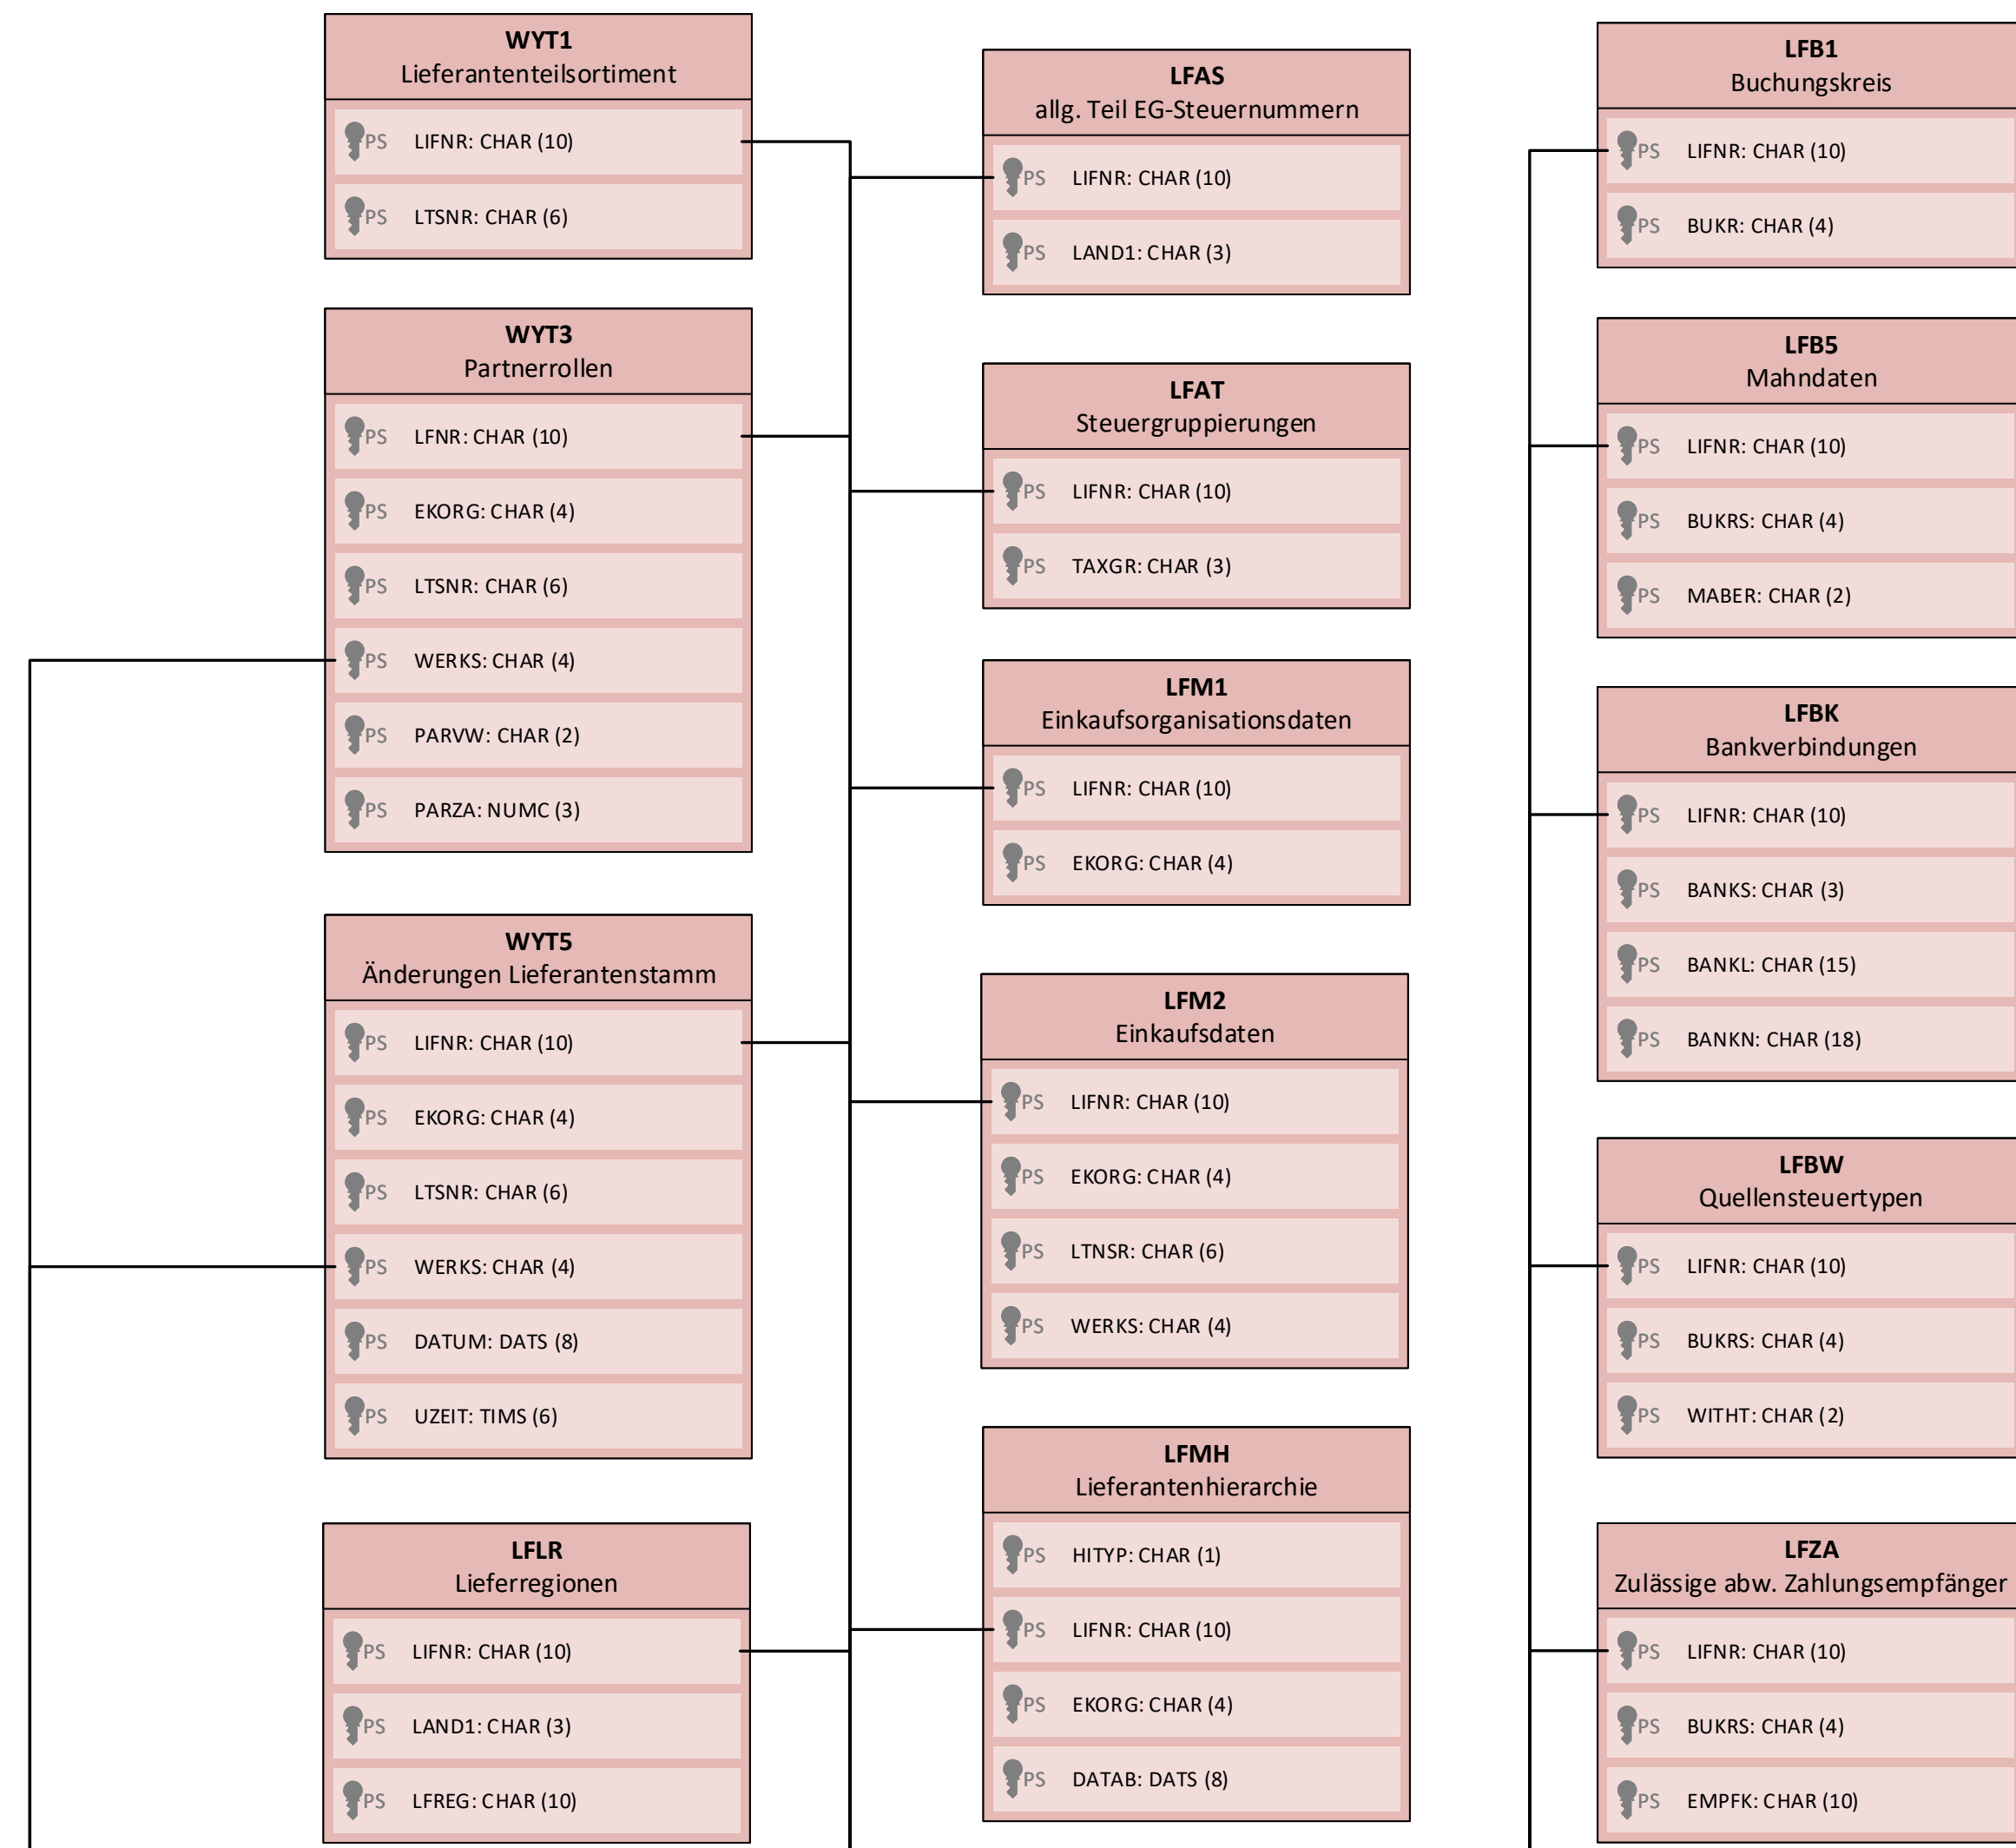 WYT1
Lieferantenteilsortiment
PS LIFNR: CHAR (10)
PS LTSNR: CHAR (6)
WYT3
Partnerrollen
PS LFNR: CHAR (10)
PS EKORG: CHAR (4)
PS LTSNR: CHAR (6)
PS WERKS: CHAR (4)
PS PARVW: CHAR (2)
PS PARZA: NUMC (3)
WYT5
Änderungen Lieferantenstamm
PS LIFNR: CHAR (10)
PS EKORG: CHAR (4)
PS LTSNR: CHAR (6)
PS WERKS: CHAR (4)
PS DATUM: DATS (8)
PS UZEIT: TIMS (6)
LFLR
Lieferregionen
PS LIFNR: CHAR (10)
PS LAND1: CHAR (3)
PS LFREG: CHAR (10)
LFAS
allg. Teil EG-Steuernummern
PS LIFNR: CHAR (10)
PS LAND1: CHAR (3)
LFAT
Steuergruppierungen
PS LIFNR: CHAR (10)
PS TAXGR: CHAR (3)
LFM1
Einkaufsorganisationsdaten
PS LIFNR: CHAR (10)
PS EKORG: CHAR (4)
LFM2
Einkaufsdaten
PS LIFNR: CHAR (10)
PS EKORG: CHAR (4)
PS LTNSR: CHAR (6)
PS WERKS: CHAR (4)
LFMH
Lieferantenhierarchie
PS HITYP: CHAR (1)
PS LIFNR: CHAR (10)
PS EKORG: CHAR (4)
PS DATAB: DATS (8)
LFB1
Buchungskreis
PS LIFNR: CHAR (10)
PS BUKR: CHAR (4)
LFB5
Mahndaten
PS LIFNR: CHAR (10)
PS BUKRS: CHAR (4)
PS MABER: CHAR (2)
LFBK
Bankverbindungen
PS LIFNR: CHAR (10)
PS BANKS: CHAR (3)
PS BANKL: CHAR (15)
PS BANKN: CHAR (18)
LFBW
Quellensteuertypen
PS LIFNR: CHAR (10)
PS BUKRS: CHAR (4)
PS WITHT: CHAR (2)
LFZA
Zulässige abw. Zahlungsempfänger
PS LIFNR: CHAR (10)
PS BUKRS: CHAR (4)
PS EMPFK: CHAR (10)